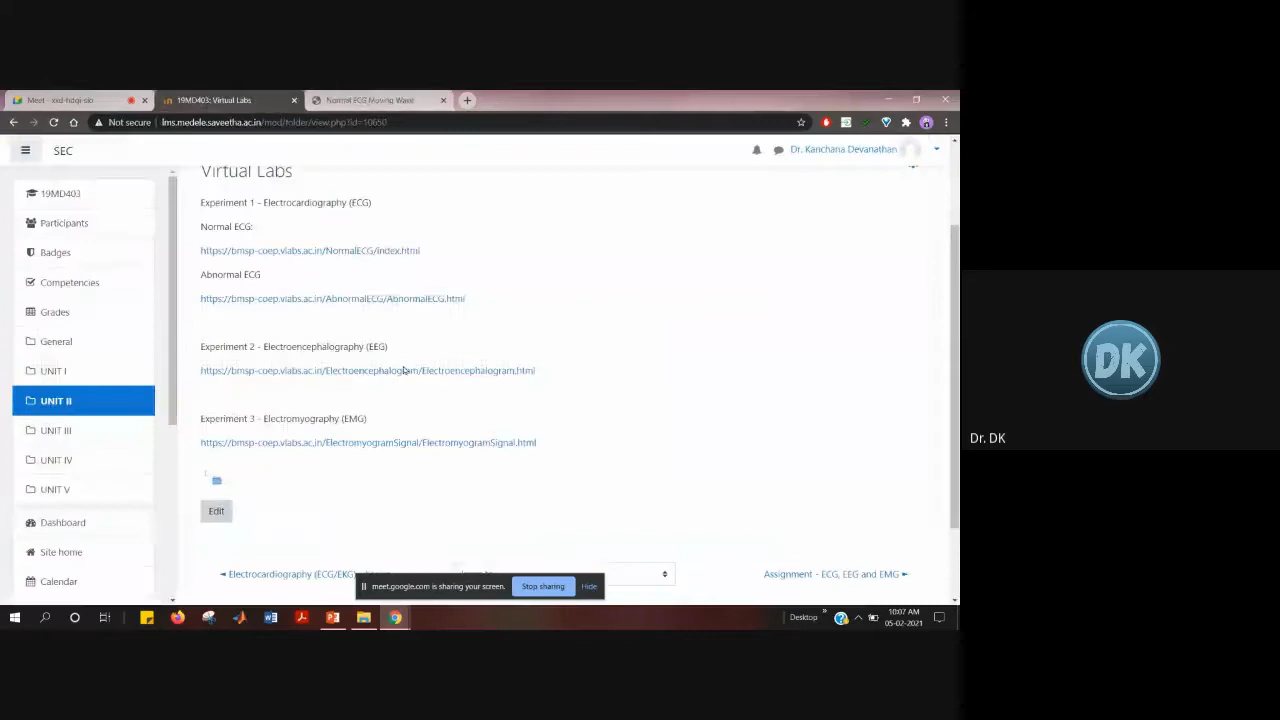 Meet - xxd-hdqi-sio
19MD403: Virtual Labs
Normal ECG Moving Wave
Not secure
lms.medele.saveetha.ac.in/mod/folder/view.php?id=10650
SEC
Dr. Kanchana Devanathan
19MD403
Participants
Badges
Competencies
Grades
General
UNIT I
UNIT II
UNIT III
UNIT IV
UNIT V
Dashboard
Site home
Calendar
Virtual Labs
Experiment 1 - Electrocardiography (ECG)
Normal ECG:
https://bmsp-coep.vlabs.ac.in/NormalECG/index.html
Abnormal ECG
https://bmsp-coep.vlabs.ac.in/AbnormalECG/AbnormalECG.html
Experiment 2 - Electroencephalography (EEG)
https://bmsp-coep.vlabs.ac.in/Electroencephalogram/Electroencephalogram.html
Experiment 3 - Electromyography (EMG)
https://bmsp-coep.vlabs.ac.in/ElectromyogramSignal/ElectromyogramSignal.html
Edit
◄ Electrocardiography (ECG/EKG)
Assignment - ECG, EEG and EMG ►
meet.google.com is sharing your screen.
Stop sharing
Hide
Desktop
10:07 AM
05-02-2021
DK
Dr. DK